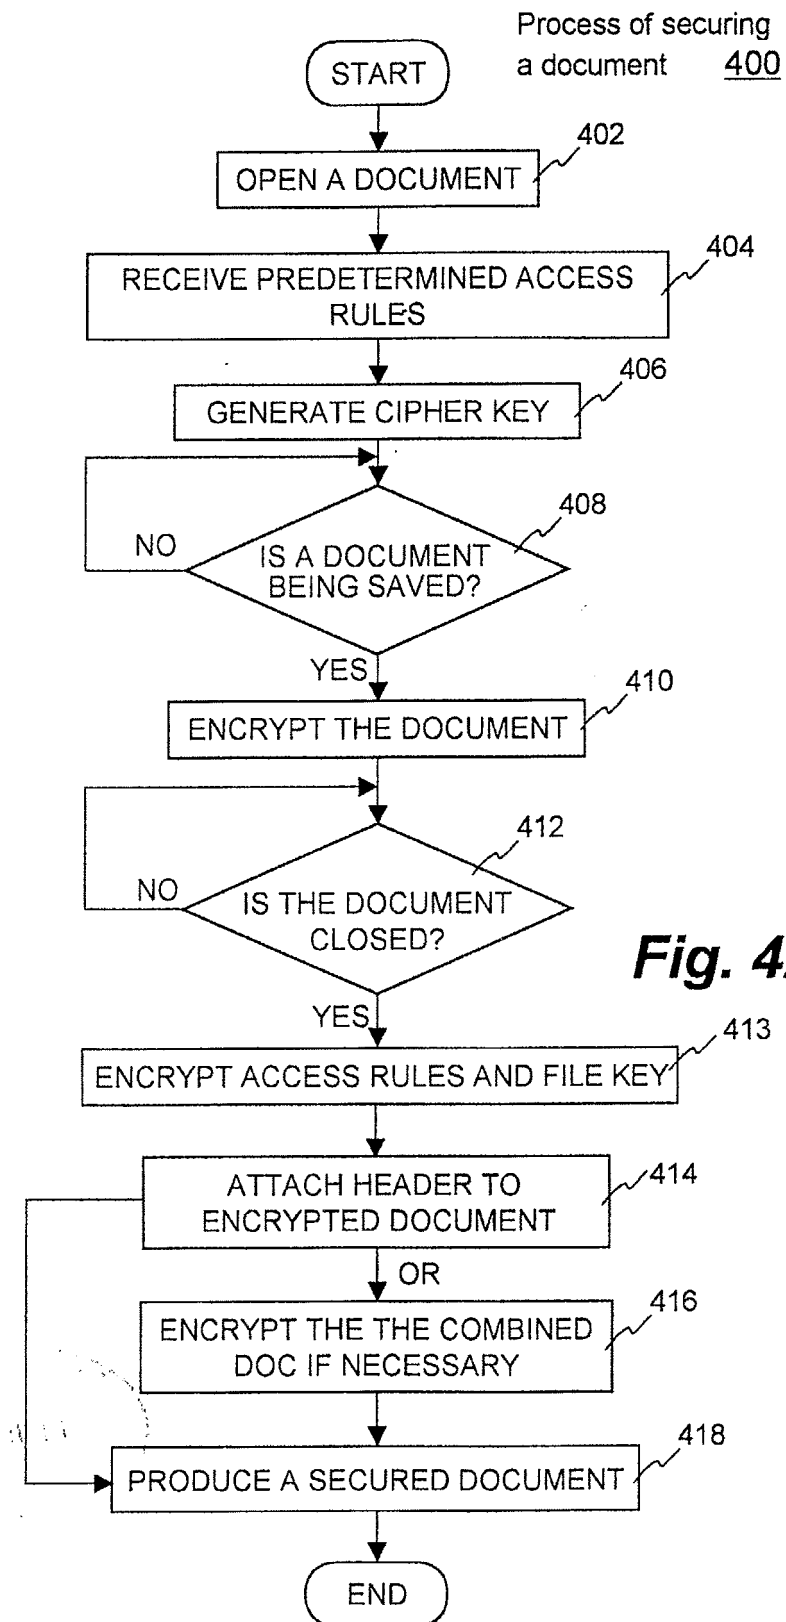 Process of securing
a document 400
START
402
OPEN A DOCUMENT
404
RECEIVE PREDETERMINED ACCESS
RULES
406
GENERATE CIPHER KEY
408
IS A DOCUMENT
BEING SAVED?
NO
YES
410
ENCRYPT THE DOCUMENT
412
IS THE DOCUMENT
CLOSED?
NO
Fig. 4
YES
413
ENCRYPT ACCESS RULES AND FILE KEY
414
ATTACH HEADER TO
ENCRYPTED DOCUMENT
OR
416
ENCRYPT THE THE COMBINED
DOC IF NECESSARY
418
PRODUCE A SECURED DOCUMENT
END